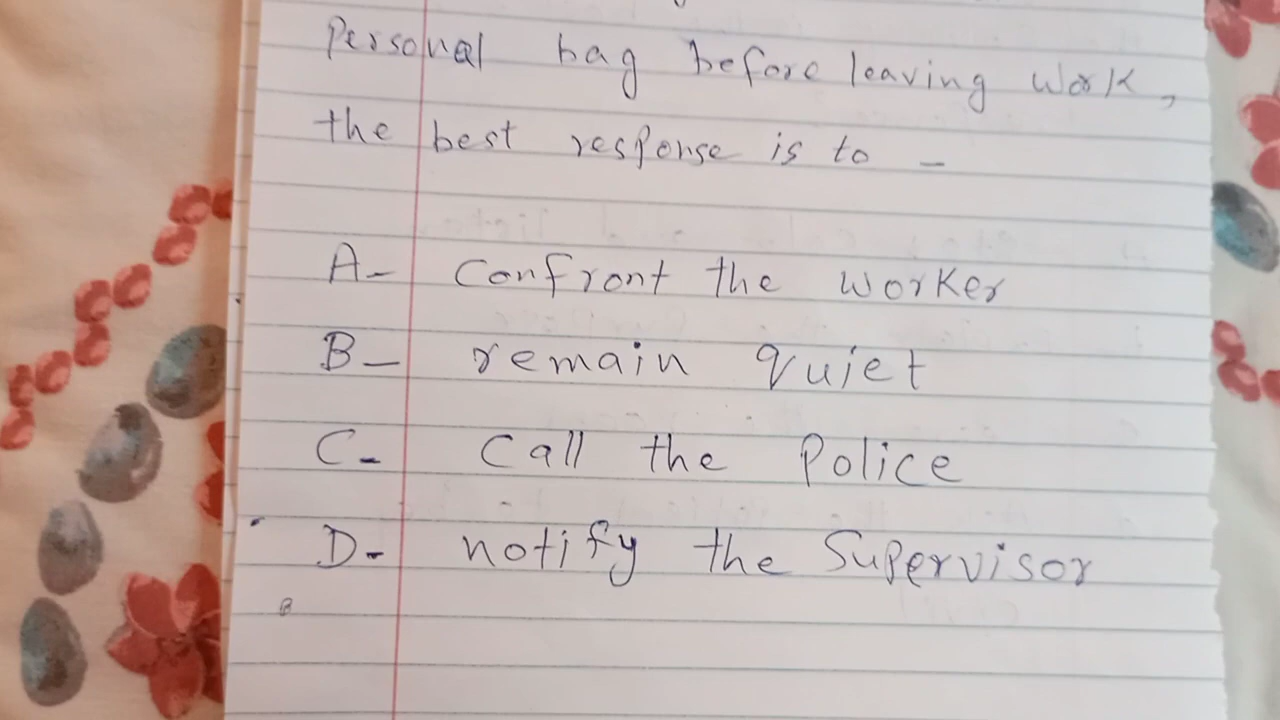 Personal bag before leaving work,
the best response is to -
A- Confront the worker
B- remain quiet
C- Call the Police
D- notify the Supervisor